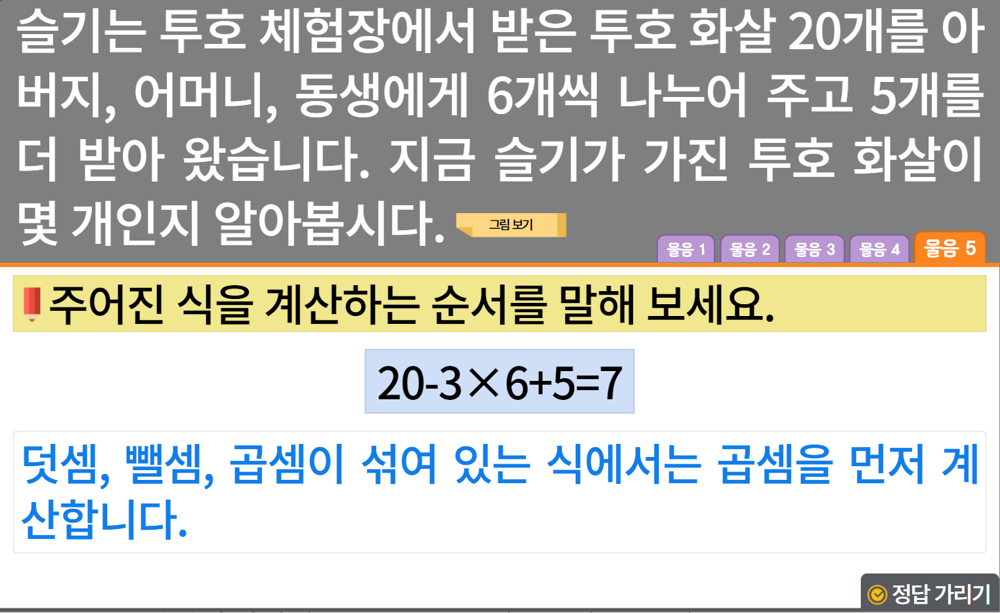 슬기는 투호 체험장에서 받은 투호 화살 20개를 아
버지, 어머니, 동생에게 6개씩 나누어 주고 5개를
더 받아 왔습니다. 지금 슬기가 가진 투호 화살이
몇 개인지 알아봅시다. 그림 보기
물음 1 물음 2 물음 3 물음 4 물음 5
주어진 식을 계산하는 순서를 말해 보세요.
20-3×6+5=7
덧셈, 뺄셈, 곱셈이 섞여 있는 식에서는 곱셈을 먼저 계
산합니다.
정답 가리기